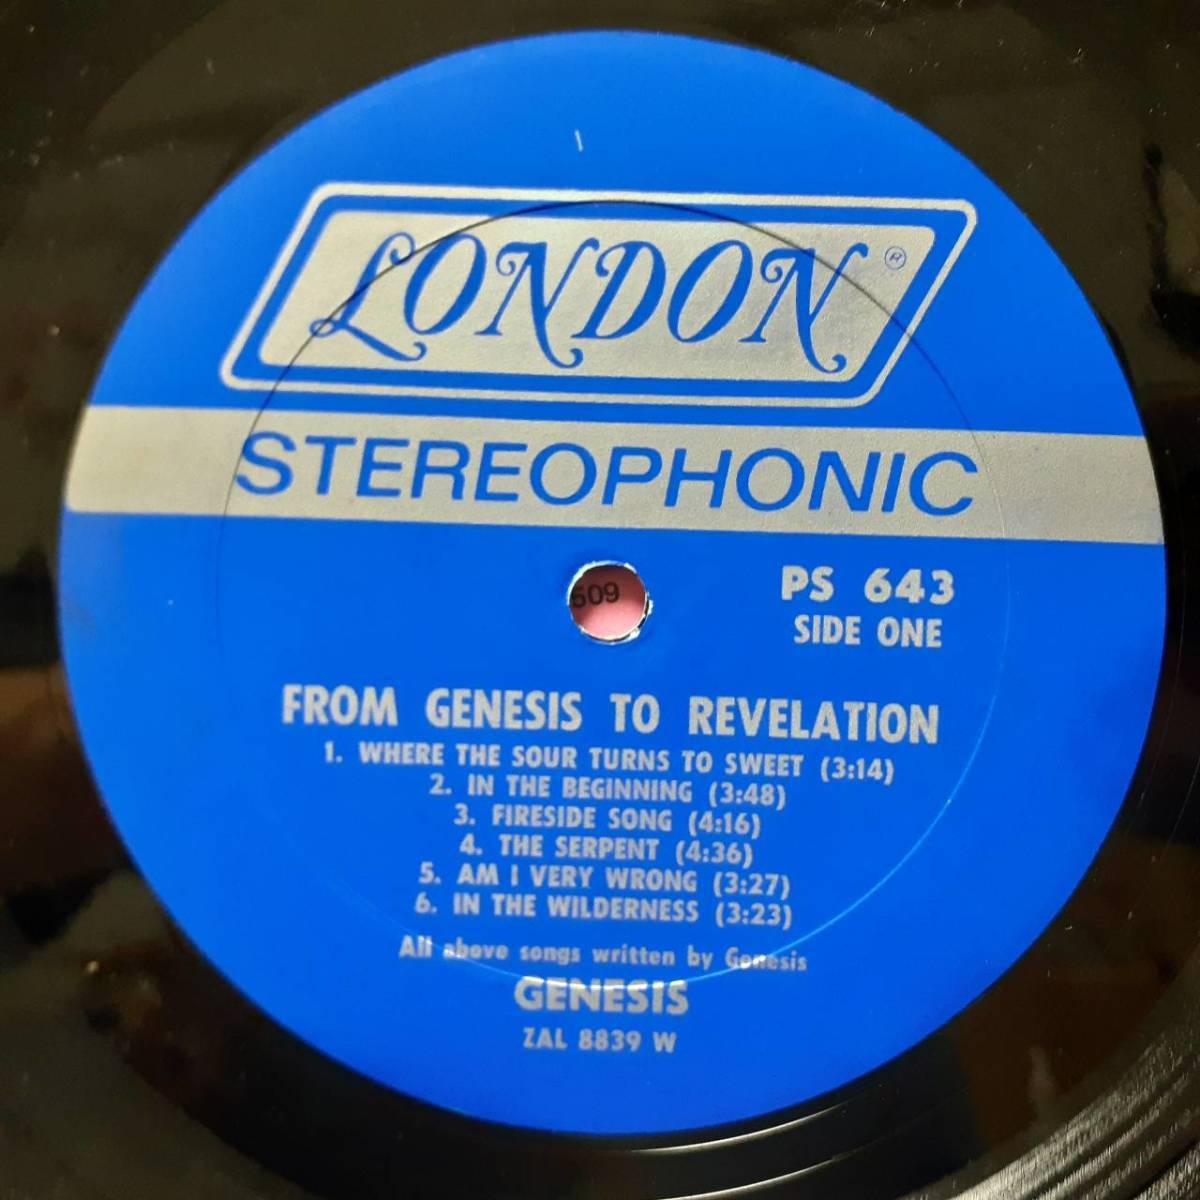 LONDON ®
STEREOPHONIC
PS 643
SIDE ONE
509
FROM GENESIS TO REVELATION
1. WHERE THE SOUR TURNS TO SWEET (3:14)
2. IN THE BEGINNING (3:48)
3. FIRESIDE SONG (4:16)
4. THE SERPENT (4:36)
5. AM I VERY WRONG (3:27)
6. IN THE WILDERNESS (3:23)
All above songs written by Genesis
GENESIS
ZAL 8839 W